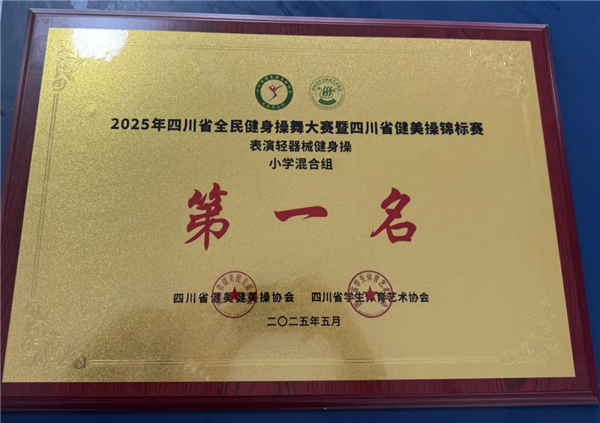 2025年四川省全民健身操舞大赛暨四川省健美操锦标赛
表演轻器械健身操
小学混合组
第一名
四川省健美健美操协会 四川省学生体育艺术协会
二〇二五年五月